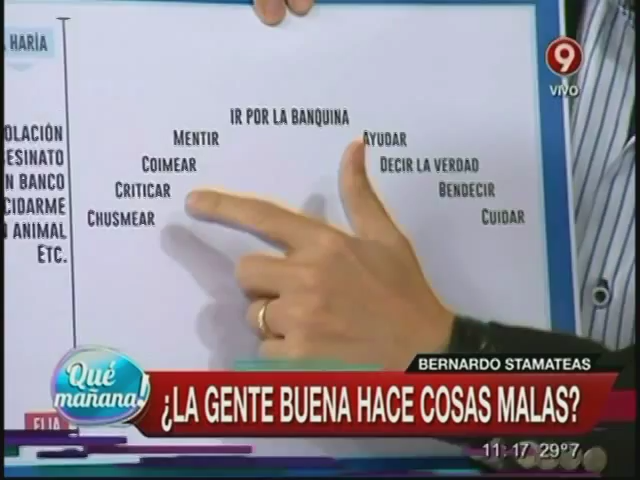 A HARÍA
9
VIVO
OLACIÓN
ESINATO
N BANCO
CIDARME
N ANIMAL
ETC.
IR POR LA BANQUINA
MENTIR
AYUDAR
COIMEAR
DECIR LA VERDAD
CRITICAR
BENDECIR
CHUSMEAR
CUIDAR
BERNARDO STAMATEAS
Qué mañana!
¿LA GENTE BUENA HACE COSAS MALAS?
11:17 29°7